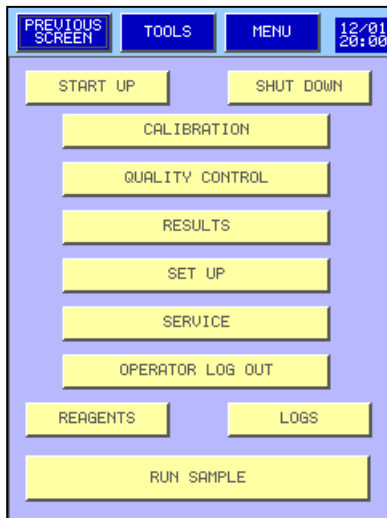 PREVIOUS
SCREEN
TOOLS
MENU
12/01
20:00
START UP
SHUT DOWN
CALIBRATION
QUALITY CONTROL
RESULTS
SET UP
SERVICE
OPERATOR LOG OUT
REAGENTS
LOGS
RUN SAMPLE